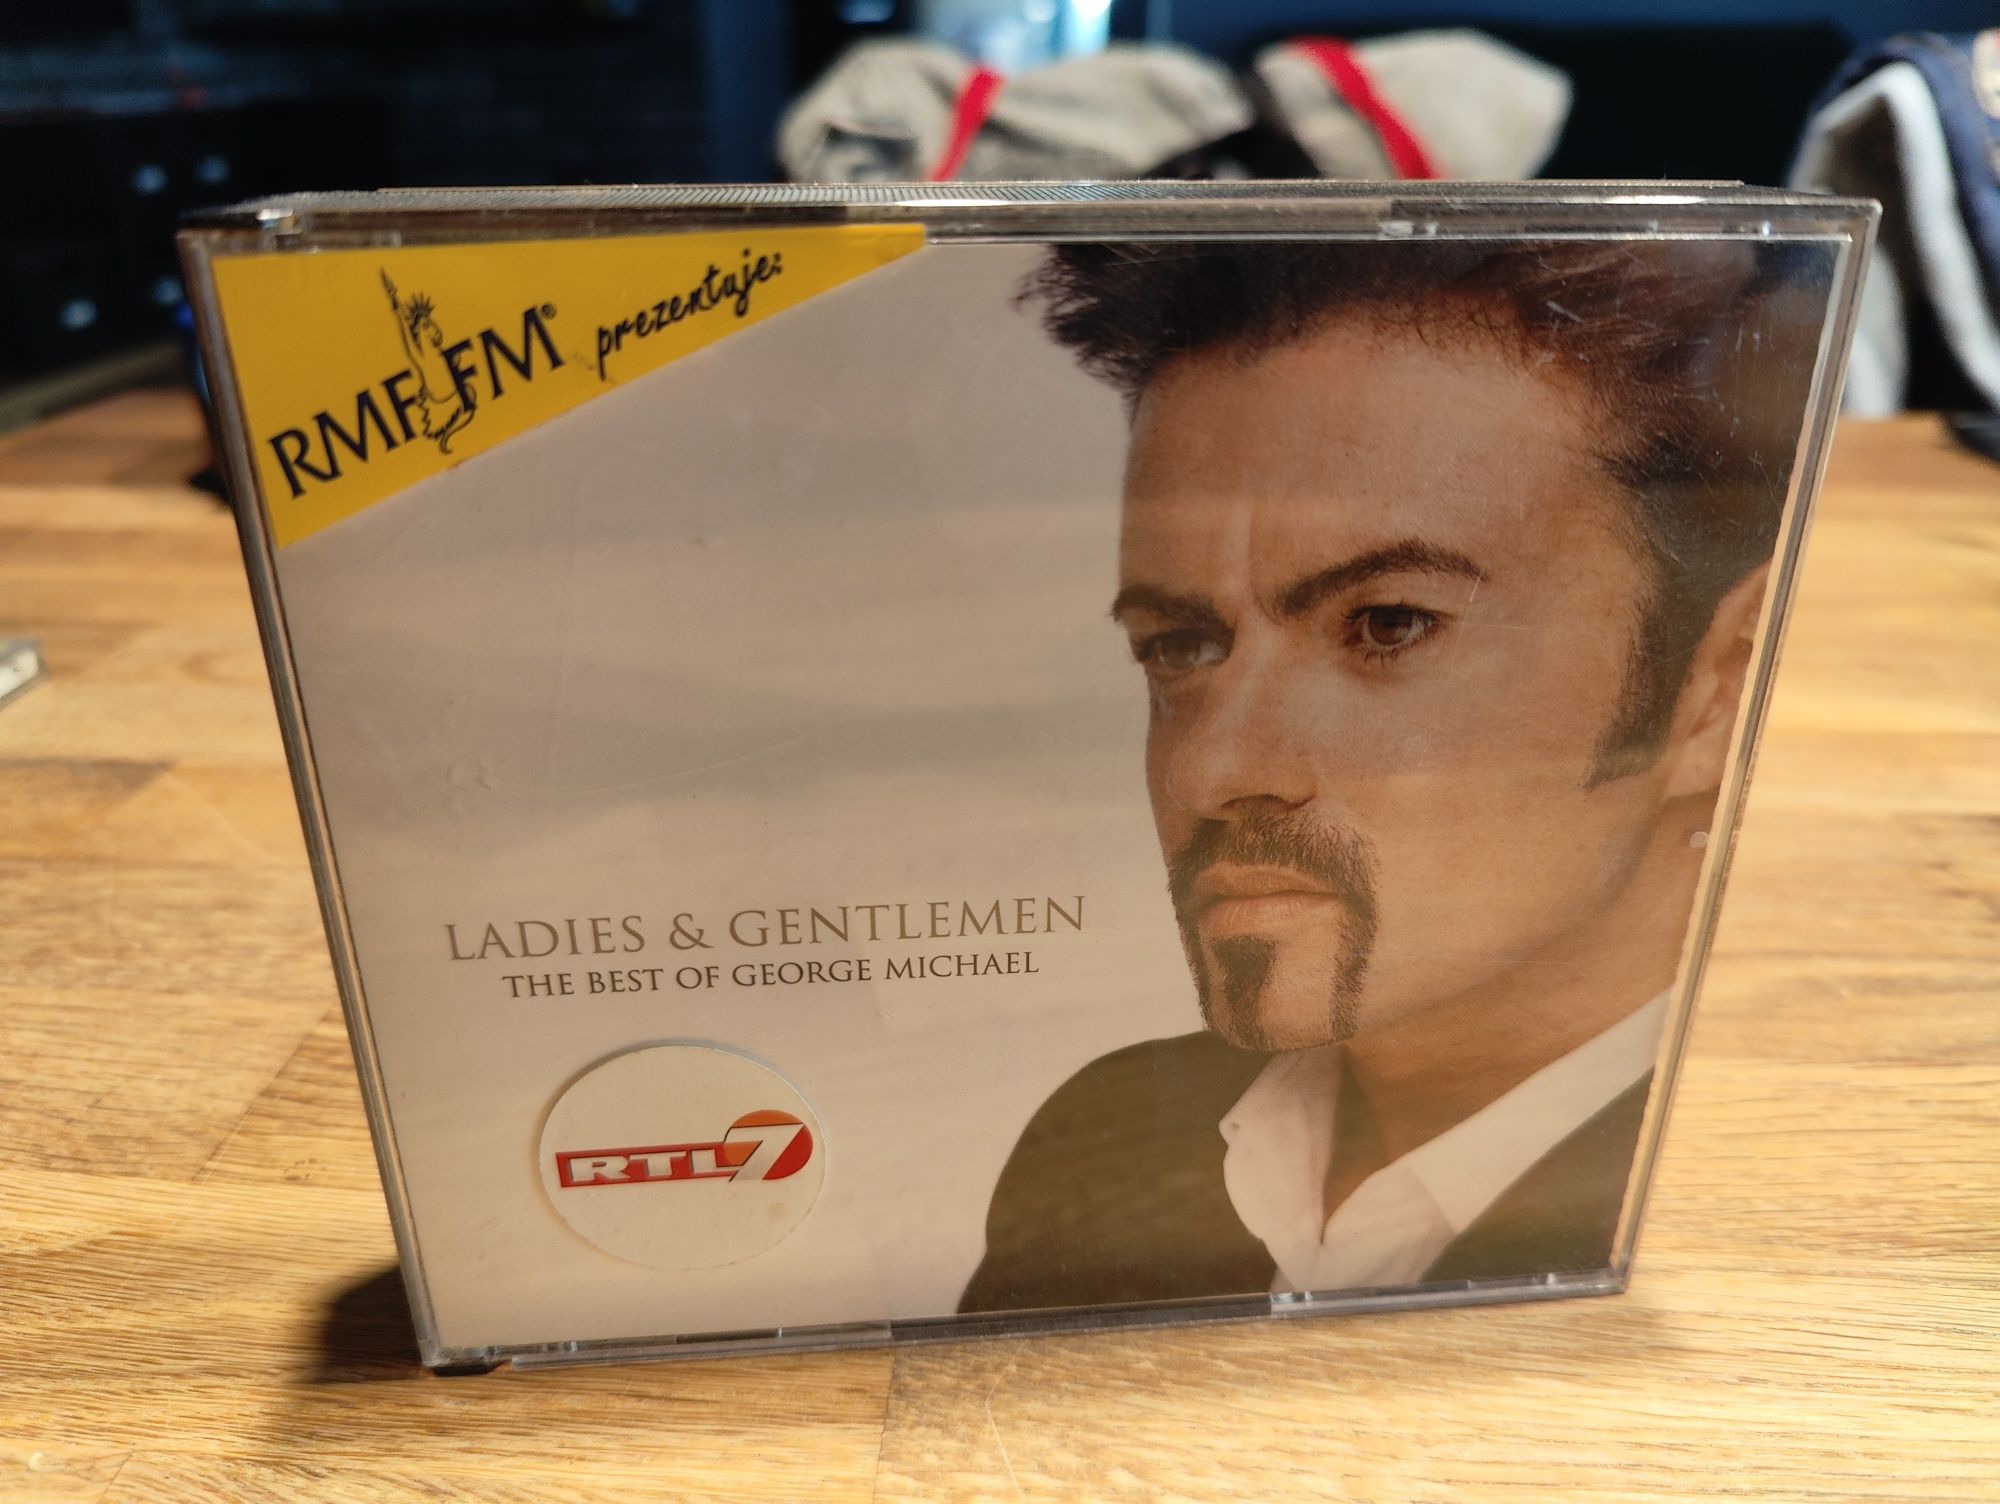 RMF FM® prezentuje:
LADIES & GENTLEMEN
THE BEST OF GEORGE MICHAEL
RTL7